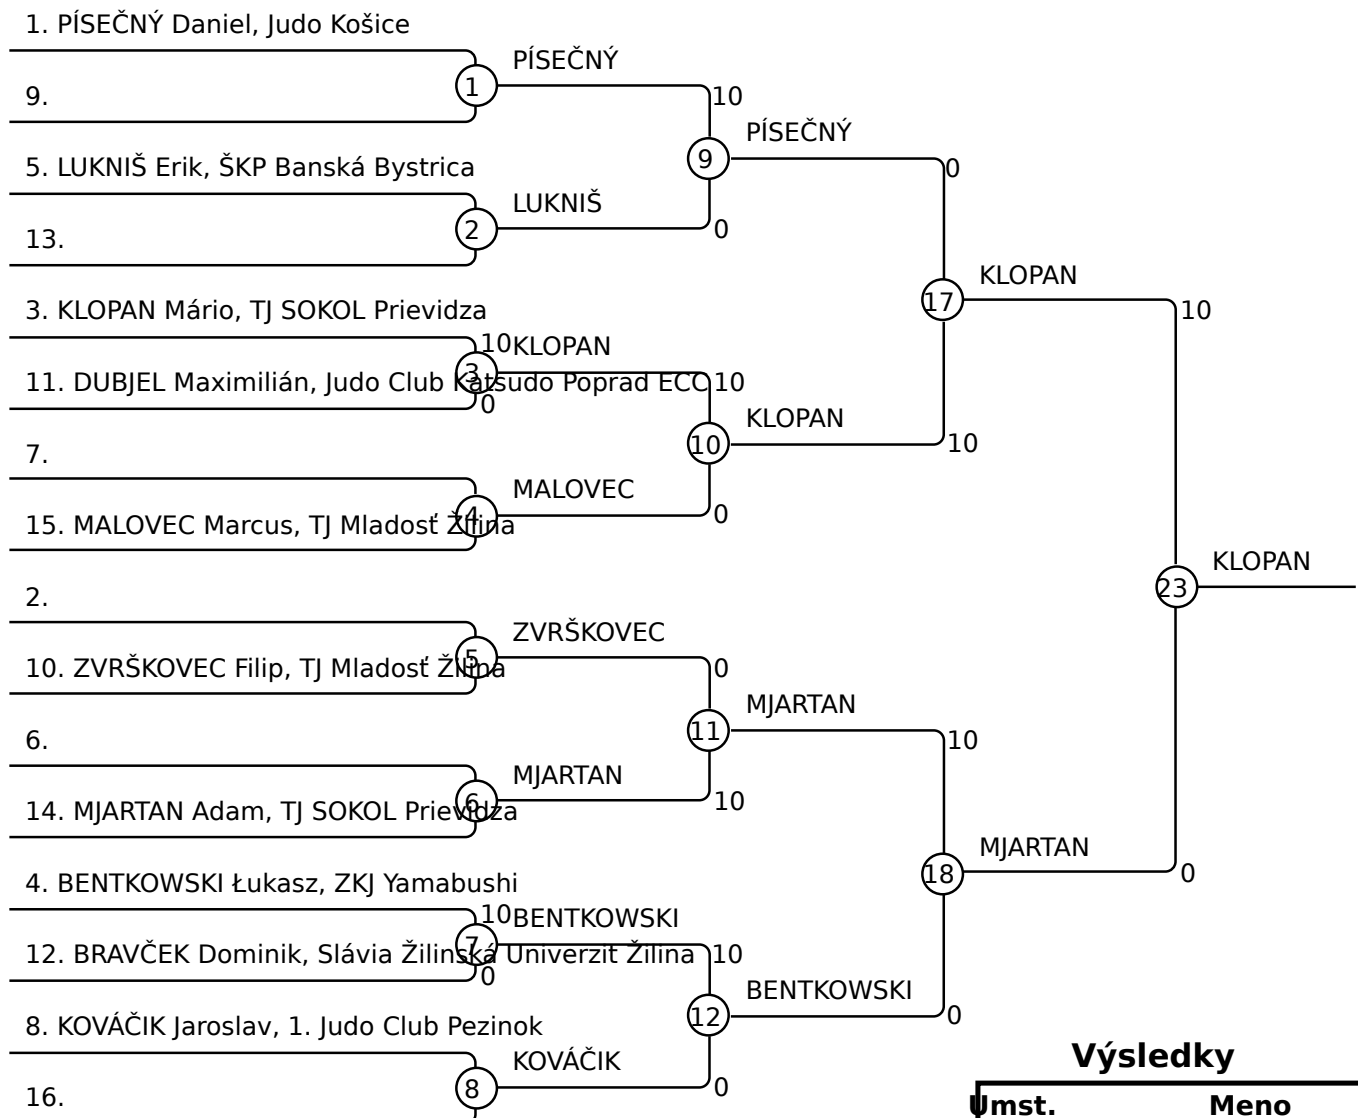 1. PÍSEČNÝ Daniel, Judo Košice
PÍSEČNÝ
1
9.
10
PÍSEČNÝ
9
0
5. LUKNIŠ Erik, ŠKP Banská Bystrica
LUKNIŠ
2
0
13.
KLOPAN
17
10
3. KLOPAN Mário, TJ SOKOL Prievidza
10
KLOPAN
3
11. DUBJEL Maximilián, Judo Club Katsudo Poprad ECC
10
0
KLOPAN
10
10
7.
MALOVEC
4
0
15. MALOVEC Marcus, TJ Mladosť Žilina
KLOPAN
23
2.
ZVRŠKOVEC
5
10. ZVRŠKOVEC Filip, TJ Mladosť Žilina
0
MJARTAN
11
10
6.
MJARTAN
6
10
14. MJARTAN Adam, TJ SOKOL Prievidza
MJARTAN
18
0
4. BENTKOWSKI Łukasz, ZKJ Yamabushi
10
BENTKOWSKI
7
12. BRAVČEK Dominik, Slávia Žilinská Univerzit Žilina
10
0
BENTKOWSKI
12
0
8. KOVÁČIK Jaroslav, 1. Judo Club Pezinok
KOVÁČIK
8
0
16.
Výsledky
Umst.
Meno